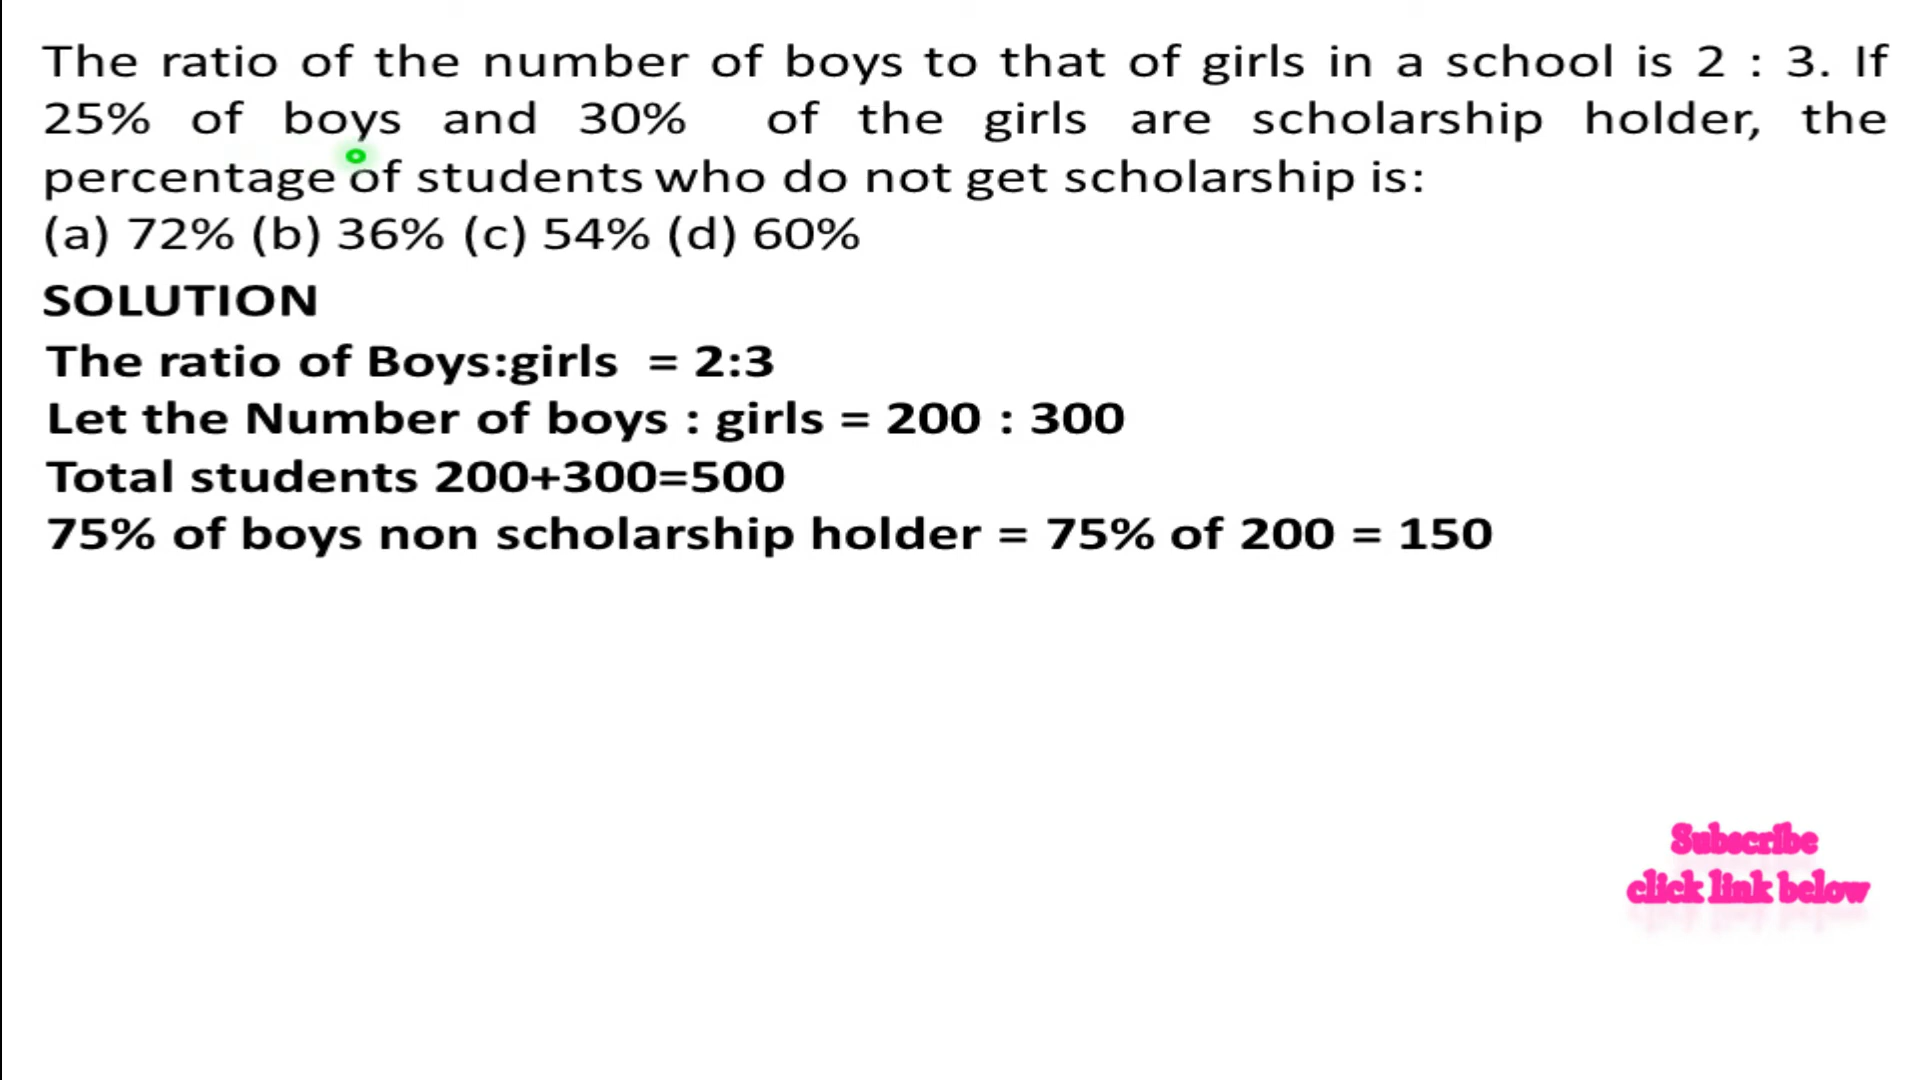 The ratio of the number of boys to that of girls in a school is 2 : 3. If
25% of boys and 30% of the girls are scholarship holder, the
percentage of students who do not get scholarship is:
(a) 72% (b) 36% (c) 54% (d) 60%
SOLUTION
The ratio of Boys:girls = 2:3
Let the Number of boys : girls = 200 : 300
Total students 200+300=500
75% of boys non scholarship holder = 75% of 200 = 150
Subscribe
click link below